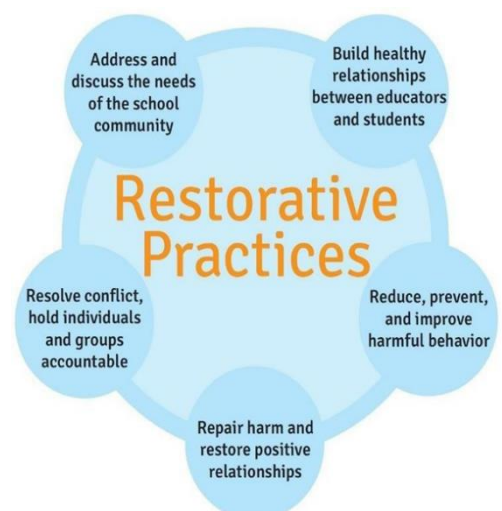 Address and
discuss the needs
of the school
community
Build healthy
relationships
between educators
and students
Restorative
Practices
Resolve conflict,
hold individuals
and groups
accountable
Reduce, prevent,
and improve
harmful behavior
Repair harm and
restore positive
relationships